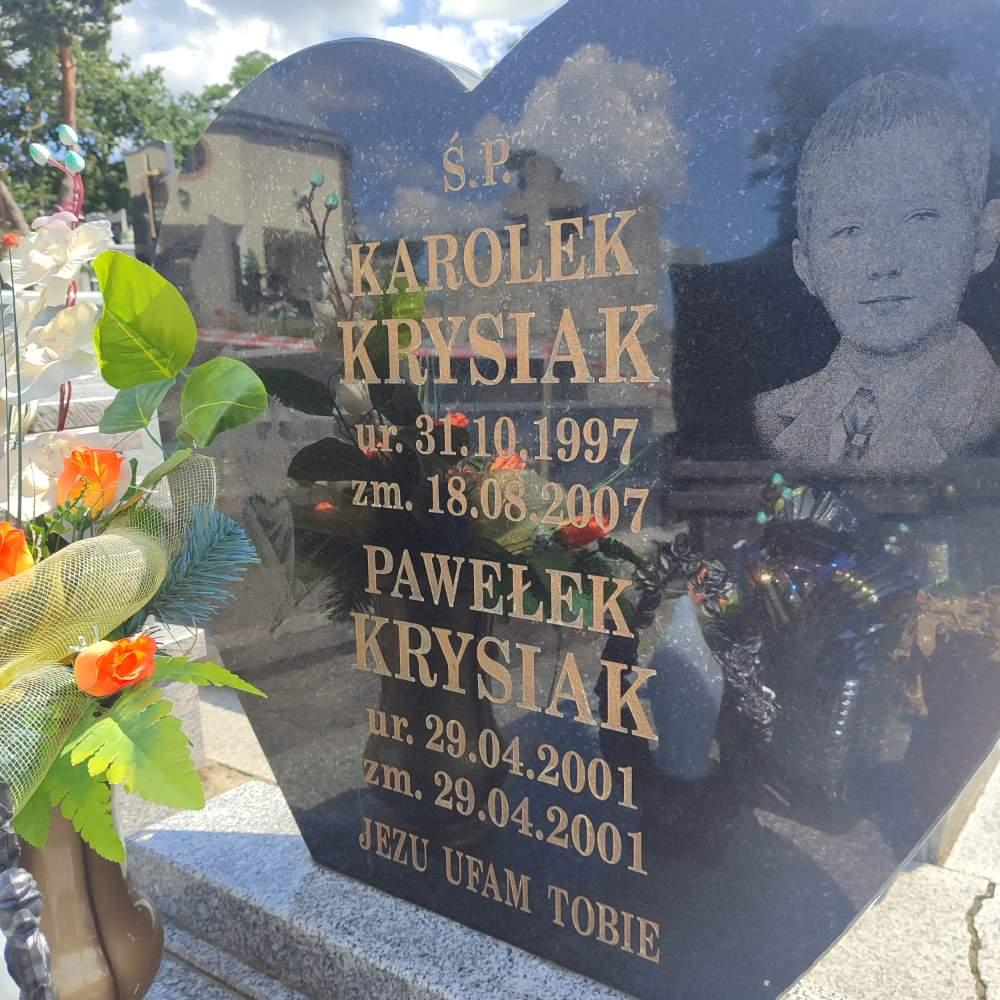 Ś.P.
KAROLEK
KRYSIAK
ur. 31.10.1997
zm. 18.08.2007
PAWEŁEK
KRYSIAK
ur. 29.04.2001
zm. 29.04.2001
JEZU UFAM TOBIE